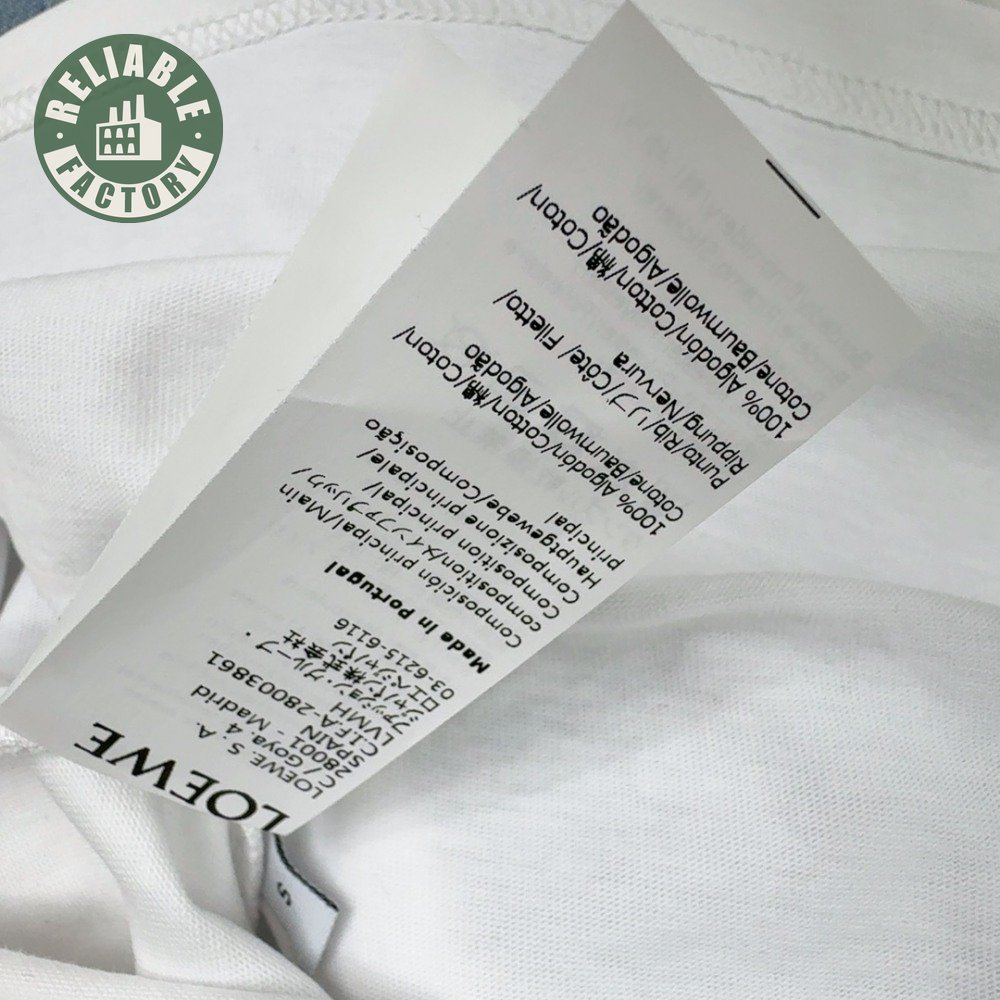 RELIABLE
FACTORY
LOEWE
LOEWE. S, A.
C/ Goya, 4
28001 - Madrid
SPAIN
C.I.F A-28003861
LVMH
ファッション・グループ・
ジャパン株式会社
ロエベジャパン
03-6215-6116
Made in Portugal
Composición principal/Main
composition/メインファブリック/
Composition principal/
Composizione principale/
Hauptgewebe/Composição
principal
100% Algodón/Cotton/綿/Coton/
Cotone/Baumwolle/Algodão
Punto/Rib/リブ/Côte/ Filetto/
Rippung/Nervura
100% Algodón/Cotton/綿/Coton/
Cotone/Baumwolle/Algodão
S